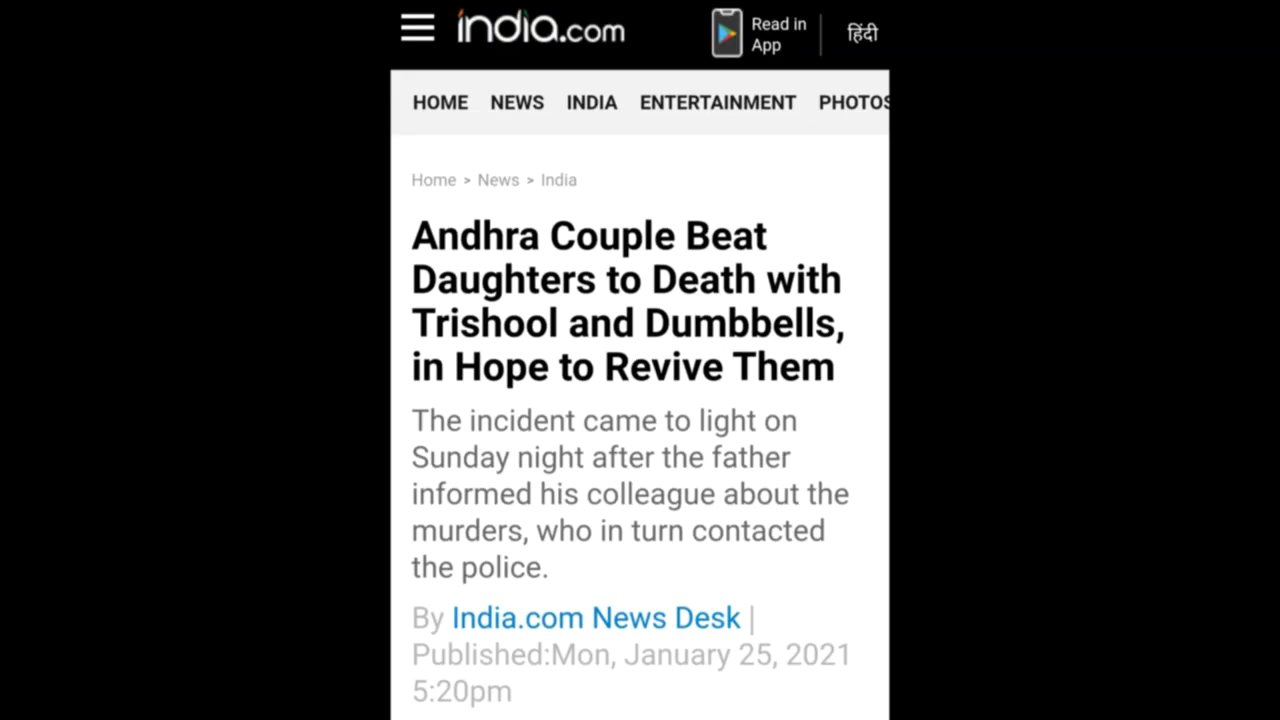 india.com
Read in
App
हिंदी
HOME NEWS INDIA ENTERTAINMENT PHOTOS
Home > News > India
Andhra Couple Beat
Daughters to Death with
Trishool and Dumbbells,
in Hope to Revive Them
The incident came to light on
Sunday night after the father
informed his colleague about the
murders, who in turn contacted
the police.
By India.com News Desk |
Published:Mon, January 25, 2021
5:20pm